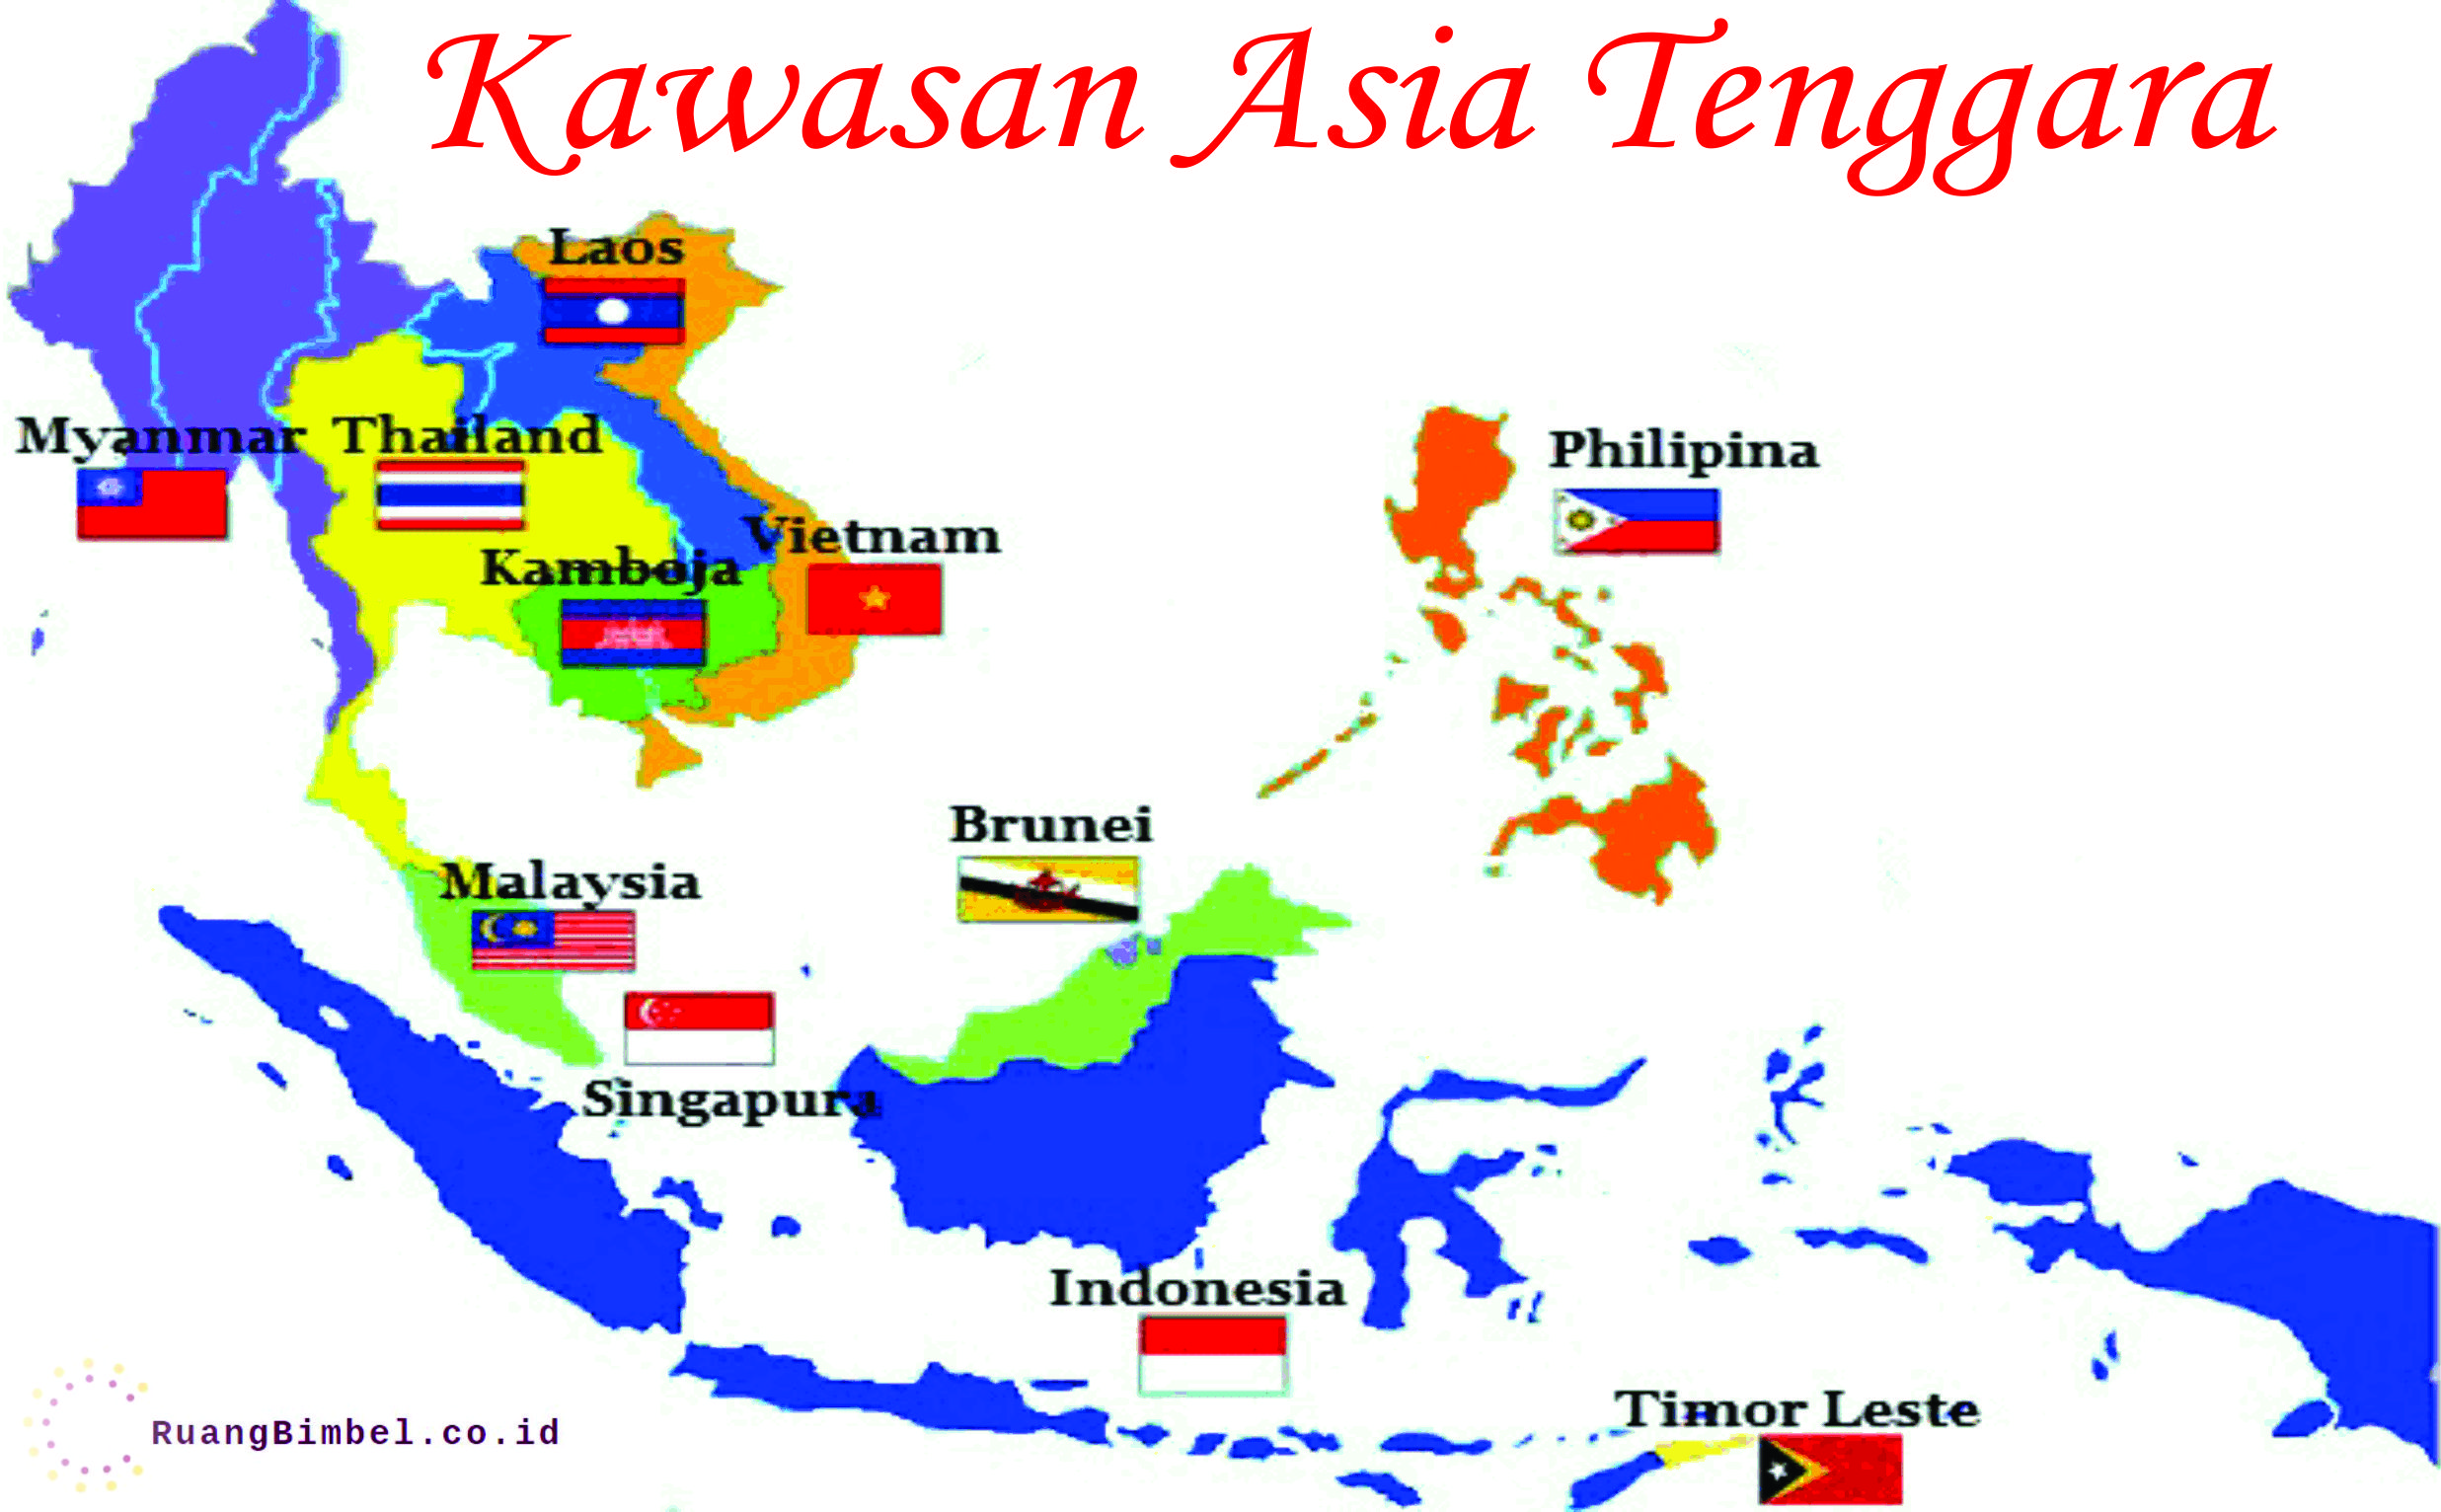 Kawasan Asia Tenggara
Laos
Myanmar
Thailand
Philipina
Vietnam
Kamboja
Brunei
Malaysia
Singapura
Indonesia
Timor Leste
RuangBimbel.co.id